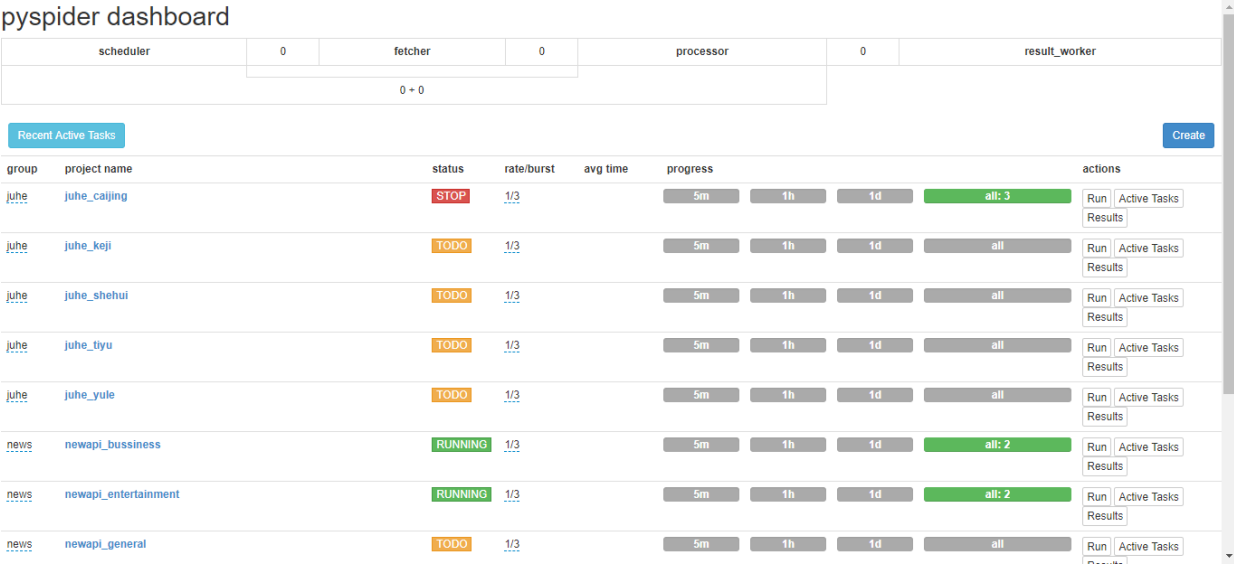 pyspider dashboard
scheduler 0 fetcher 0 processor 0 result_worker
0 + 0
Recent Active Tasks Create
group project name status rate/burst avg time progress actions
juhe juhe_caijing STOP 1/3 5m 1h 1d all: 3 Run Active Tasks
Results
juhe juhe_keji TODO 1/3 5m 1h 1d all Run Active Tasks
Results
juhe juhe_shehui TODO 1/3 5m 1h 1d all Run Active Tasks
Results
juhe juhe_tiyu TODO 1/3 5m 1h 1d all Run Active Tasks
Results
juhe juhe_yule TODO 1/3 5m 1h 1d all Run Active Tasks
Results
news newapi_bussiness RUNNING 1/3 5m 1h 1d all: 2 Run Active Tasks
Results
news newapi_entertainment RUNNING 1/3 5m 1h 1d all: 2 Run Active Tasks
Results
news newapi_general TODO 1/3 5m 1h 1d all Run Active Tasks
Results